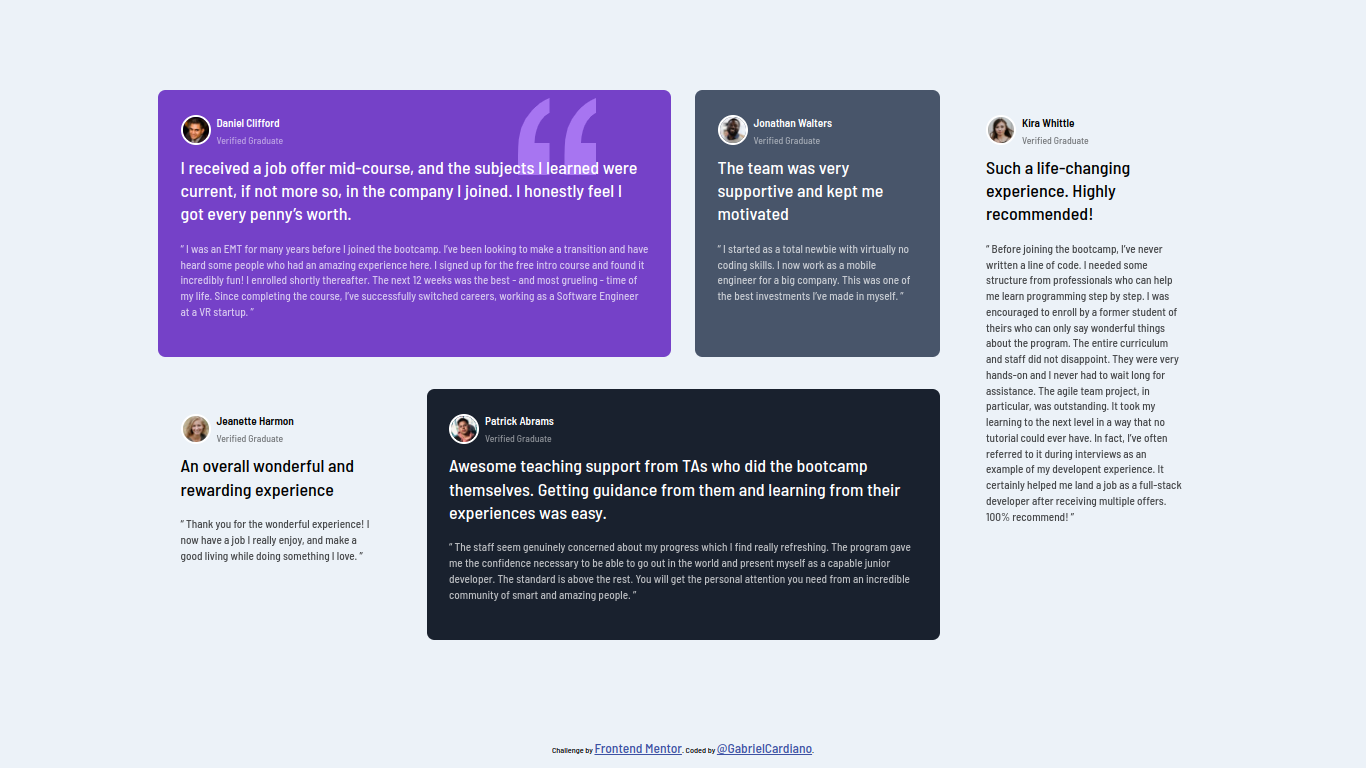 Daniel Clifford
Verified Graduate
I received a job offer mid-course, and the subjects I learned were
current, if not more so, in the company I joined. I honestly feel I
got every penny’s worth.
“ I was an EMT for many years before I joined the bootcamp. I’ve been looking to make a transition and have
heard some people who had an amazing experience here. I signed up for the free intro course and found it
incredibly fun! I enrolled shortly thereafter. The next 12 weeks was the best - and most grueling - time of
my life. Since completing the course, I’ve successfully switched careers, working as a Software Engineer
at a VR startup. ”
Jonathan Walters
Verified Graduate
The team was very
supportive and kept me
motivated
“ I started as a total newbie with virtually no
coding skills. I now work as a mobile
engineer for a big company. This was one of
the best investments I’ve made in myself. ”
Kira Whittle
Verified Graduate
Such a life-changing
experience. Highly
recommended!
“ Before joining the bootcamp, I’ve never
written a line of code. I needed some
structure from professionals who can help
me learn programming step by step. I was
encouraged to enroll by a former student of
theirs who can only say wonderful things
about the program. The entire curriculum
and staff did not disappoint. They were very
hands-on and I never had to wait long for
assistance. The agile team project, in
particular, was outstanding. It took my
learning to the next level in a way that no
tutorial could ever have. In fact, I’ve often
referred to it during interviews as an
example of my developent experience. It
certainly helped me land a job as a full-stack
developer after receiving multiple offers.
100% recommend! ”
Jeanette Harmon
Verified Graduate
An overall wonderful and
rewarding experience
“ Thank you for the wonderful experience! I
now have a job I really enjoy, and make a
good living while doing something I love. ”
Patrick Abrams
Verified Graduate
Awesome teaching support from TAs who did the bootcamp
themselves. Getting guidance from them and learning from their
experiences was easy.
“ The staff seem genuinely concerned about my progress which I find really refreshing. The program gave
me the confidence necessary to be able to go out in the world and present myself as a capable junior
developer. The standard is above the rest. You will get the personal attention you need from an incredible
community of smart and amazing people. ”
Challenge by Frontend Mentor. Coded by @GabrielCardiano.